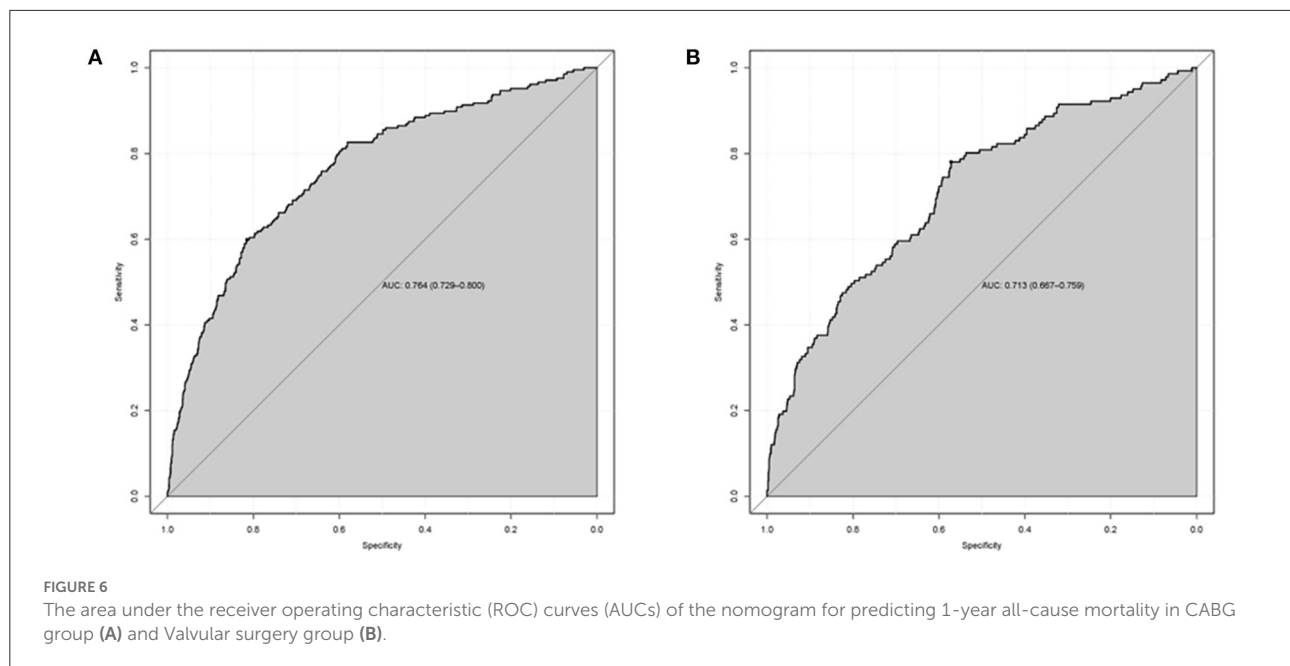 A
B
1.0
0.8
0.6
0.4
0.2
0.0
Sensitivity
AUC: 0.764 (0.729–0.800)
1.0
0.8
0.6
0.4
0.2
0.0
Specificity
1.0
0.8
0.6
0.4
0.2
0.0
Sensitivity
AUC: 0.713 (0.667–0.759)
1.0
0.8
0.6
0.4
0.2
0.0
Specificity
FIGURE 6
The area under the receiver operating characteristic (ROC) curves (AUCs) of the nomogram for predicting 1-year all-cause mortality in CABG
group (A) and Valvular surgery group (B).